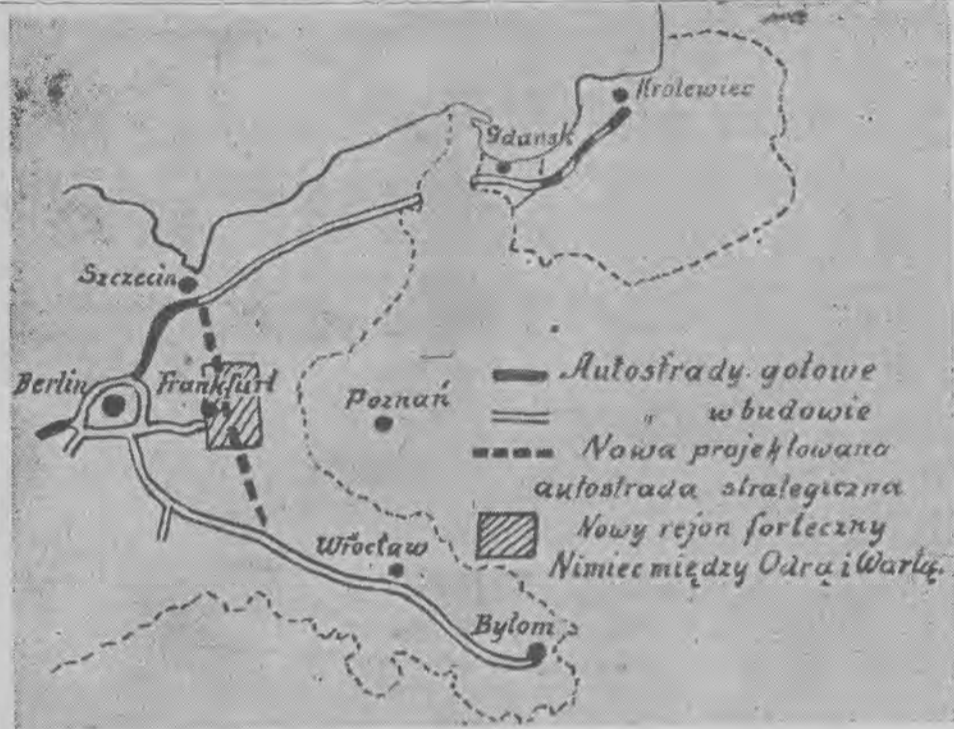 Królewiec
Gdańsk
Szczecin
Berlin
Frankfurt
Poznań
Wrocław
Bytom
Autostrady gotowe
„ w budowie
Nowa projektowana
autostrada strategiczna
Nowy rejon forteczny
Nimiec między Odrą i Wartą.